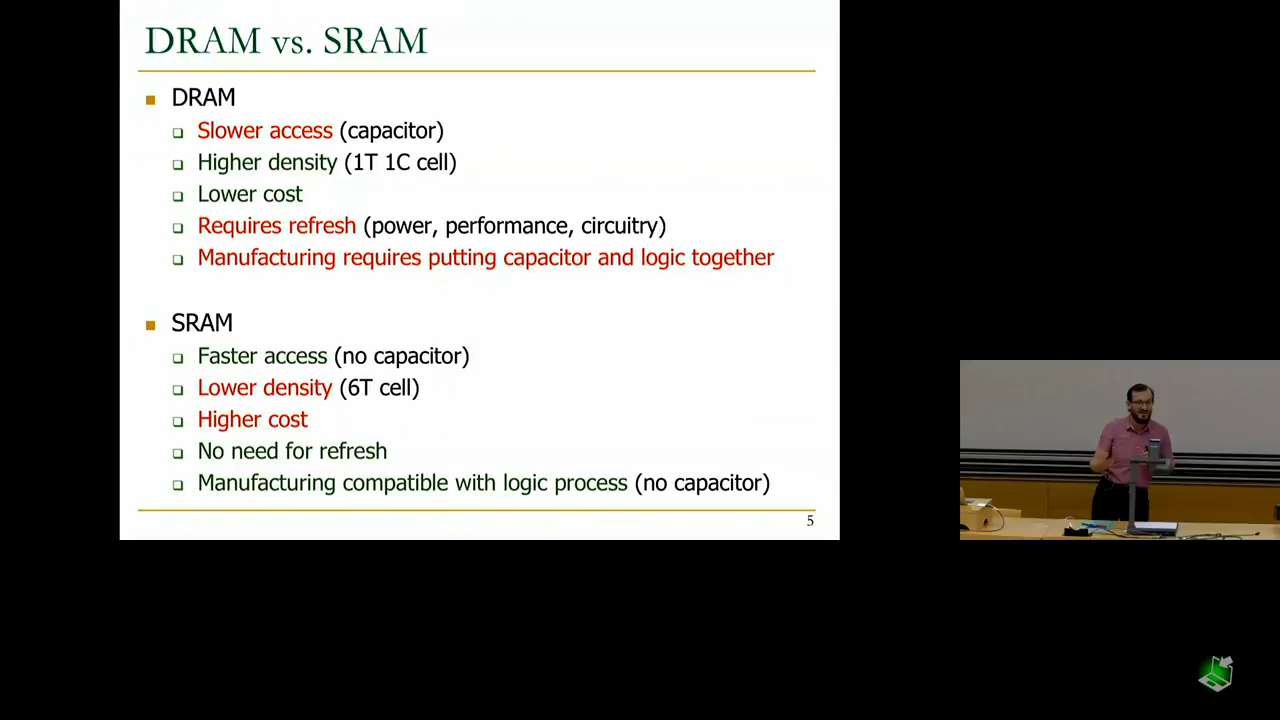 DRAM vs. SRAM
DRAM
Slower access (capacitor)
Higher density (1T 1C cell)
Lower cost
Requires refresh (power, performance, circuitry)
Manufacturing requires putting capacitor and logic together
SRAM
Faster access (no capacitor)
Lower density (6T cell)
Higher cost
No need for refresh
Manufacturing compatible with logic process (no capacitor)
5